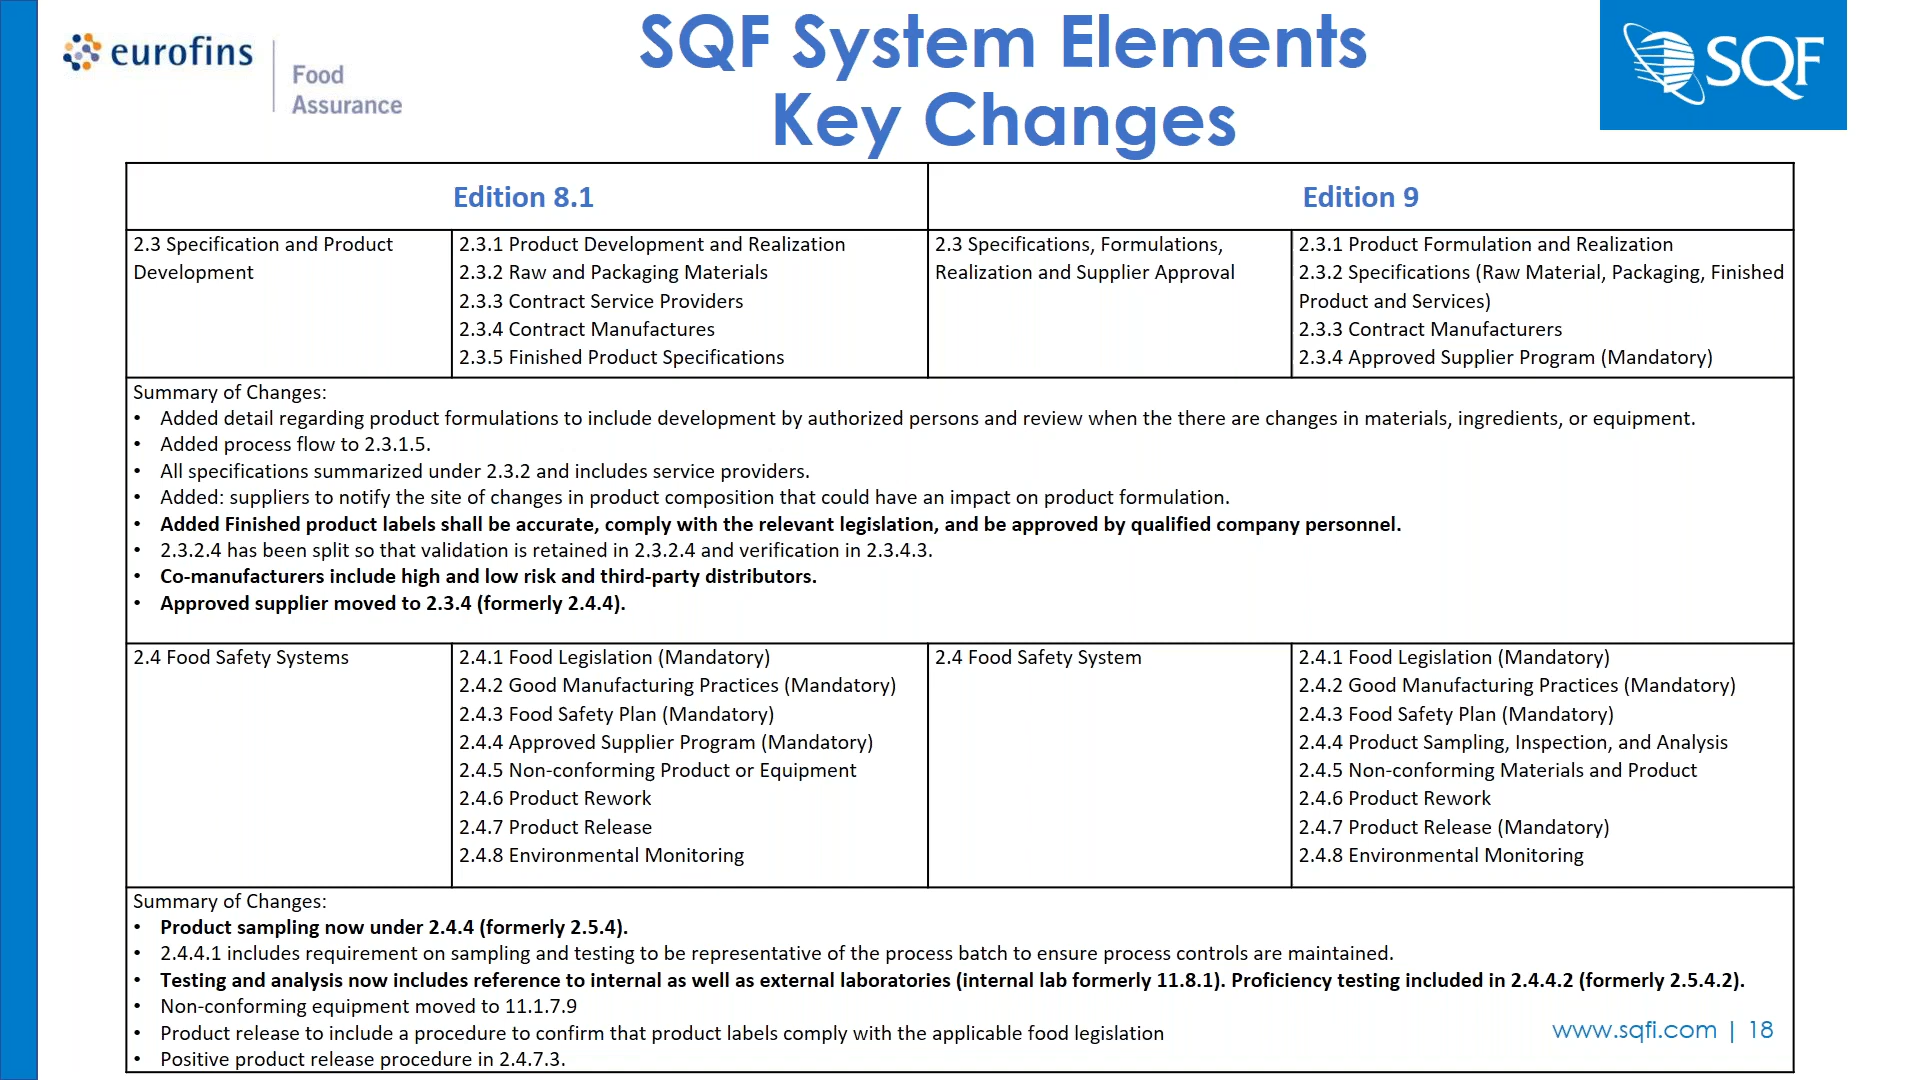 eurofins
Food
Assurance
SQF System Elements
Key Changes
SQF
Edition 8.1
Edition 9
2.3 Specification and Product
Development
2.3.1 Product Development and Realization
2.3.2 Raw and Packaging Materials
2.3.3 Contract Service Providers
2.3.4 Contract Manufactures
2.3.5 Finished Product Specifications
2.3 Specifications, Formulations,
Realization and Supplier Approval
2.3.1 Product Formulation and Realization
2.3.2 Specifications (Raw Material, Packaging, Finished
Product and Services)
2.3.3 Contract Manufacturers
2.3.4 Approved Supplier Program (Mandatory)
Summary of Changes:
• Added detail regarding product formulations to include development by authorized persons and review when the there are changes in materials, ingredients, or equipment.
• Added process flow to 2.3.1.5.
• All specifications summarized under 2.3.2 and includes service providers.
• Added: suppliers to notify the site of changes in product composition that could have an impact on product formulation.
• Added Finished product labels shall be accurate, comply with the relevant legislation, and be approved by qualified company personnel.
• 2.3.2.4 has been split so that validation is retained in 2.3.2.4 and verification in 2.3.4.3.
• Co-manufacturers include high and low risk and third-party distributors.
• Approved supplier moved to 2.3.4 (formerly 2.4.4).
2.4 Food Safety Systems
2.4.1 Food Legislation (Mandatory)
2.4.2 Good Manufacturing Practices (Mandatory)
2.4.3 Food Safety Plan (Mandatory)
2.4.4 Approved Supplier Program (Mandatory)
2.4.5 Non-conforming Product or Equipment
2.4.6 Product Rework
2.4.7 Product Release
2.4.8 Environmental Monitoring
2.4 Food Safety System
2.4.1 Food Legislation (Mandatory)
2.4.2 Good Manufacturing Practices (Mandatory)
2.4.3 Food Safety Plan (Mandatory)
2.4.4 Product Sampling, Inspection, and Analysis
2.4.5 Non-conforming Materials and Product
2.4.6 Product Rework
2.4.7 Product Release (Mandatory)
2.4.8 Environmental Monitoring
Summary of Changes:
• Product sampling now under 2.4.4 (formerly 2.5.4).
• 2.4.4.1 includes requirement on sampling and testing to be representative of the process batch to ensure process controls are maintained.
• Testing and analysis now includes reference to internal as well as external laboratories (internal lab formerly 11.8.1). Proficiency testing included in 2.4.4.2 (formerly 2.5.4.2).
• Non-conforming equipment moved to 11.1.7.9
• Product release to include a procedure to confirm that product labels comply with the applicable food legislation
• Positive product release procedure in 2.4.7.3.
www.sqfi.com | 18